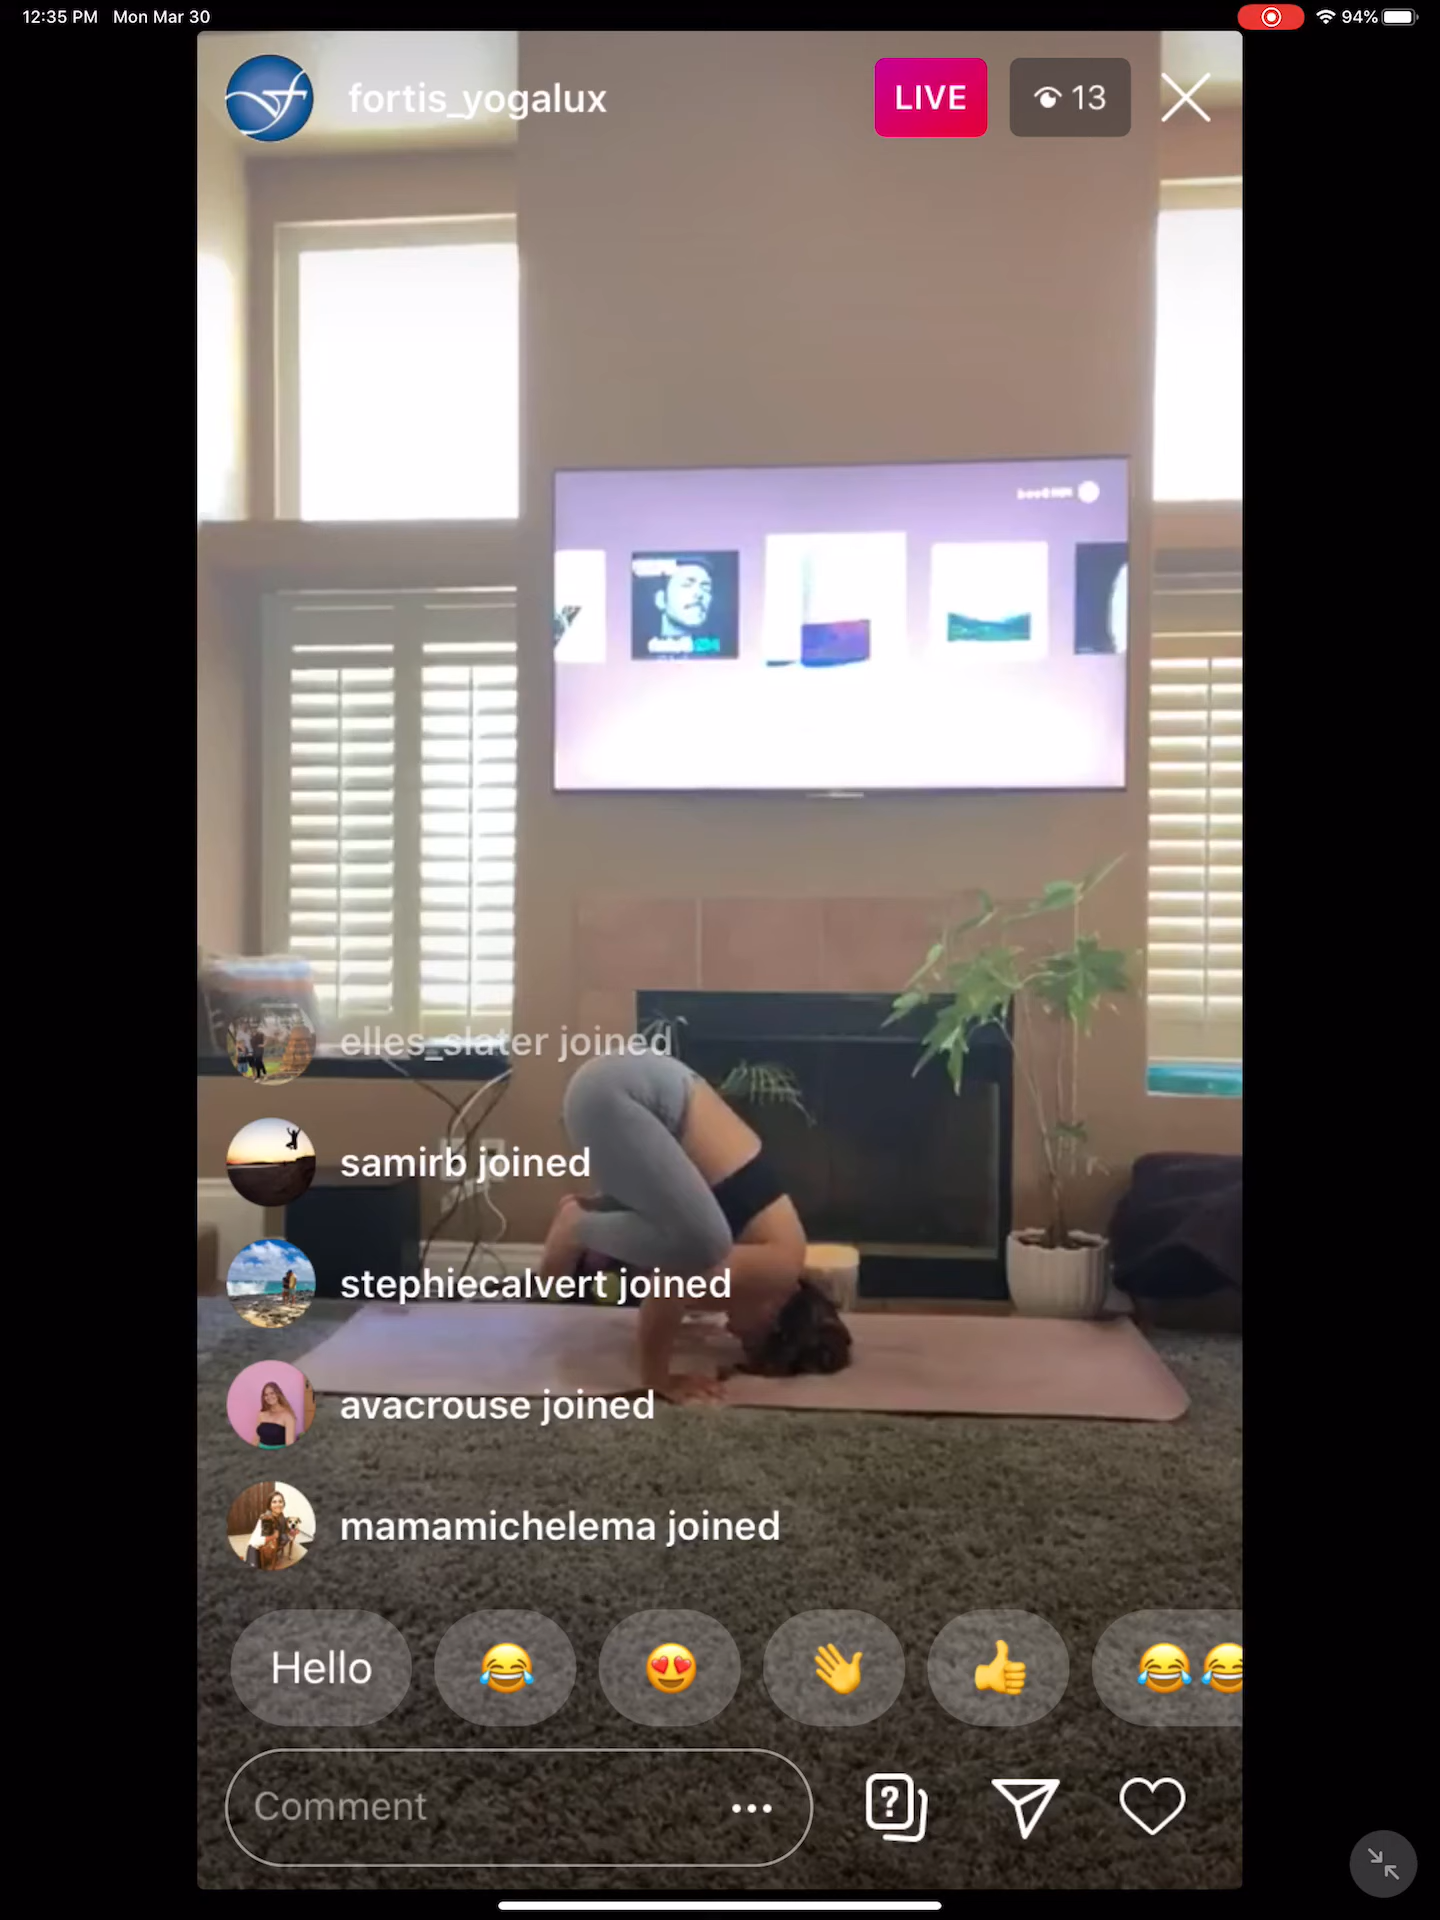 12:35 PM Mon Mar 30
94%
fortis_yogalux
LIVE
13
elles_slater joined
samirb joined
stephiecalvert joined
avacrouse joined
mamamichelema joined
Hello
Comment